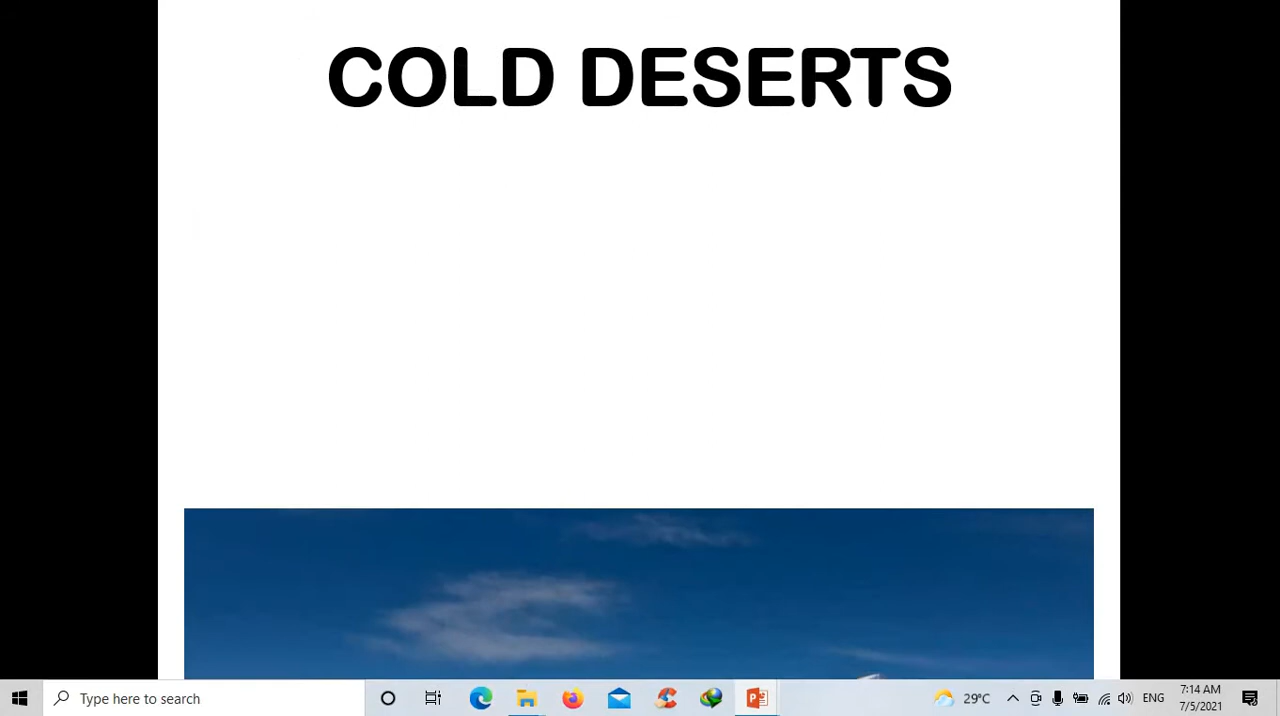 COLD DESERTS
Type here to search
29°C
ENG
7:14 AM
7/5/2021